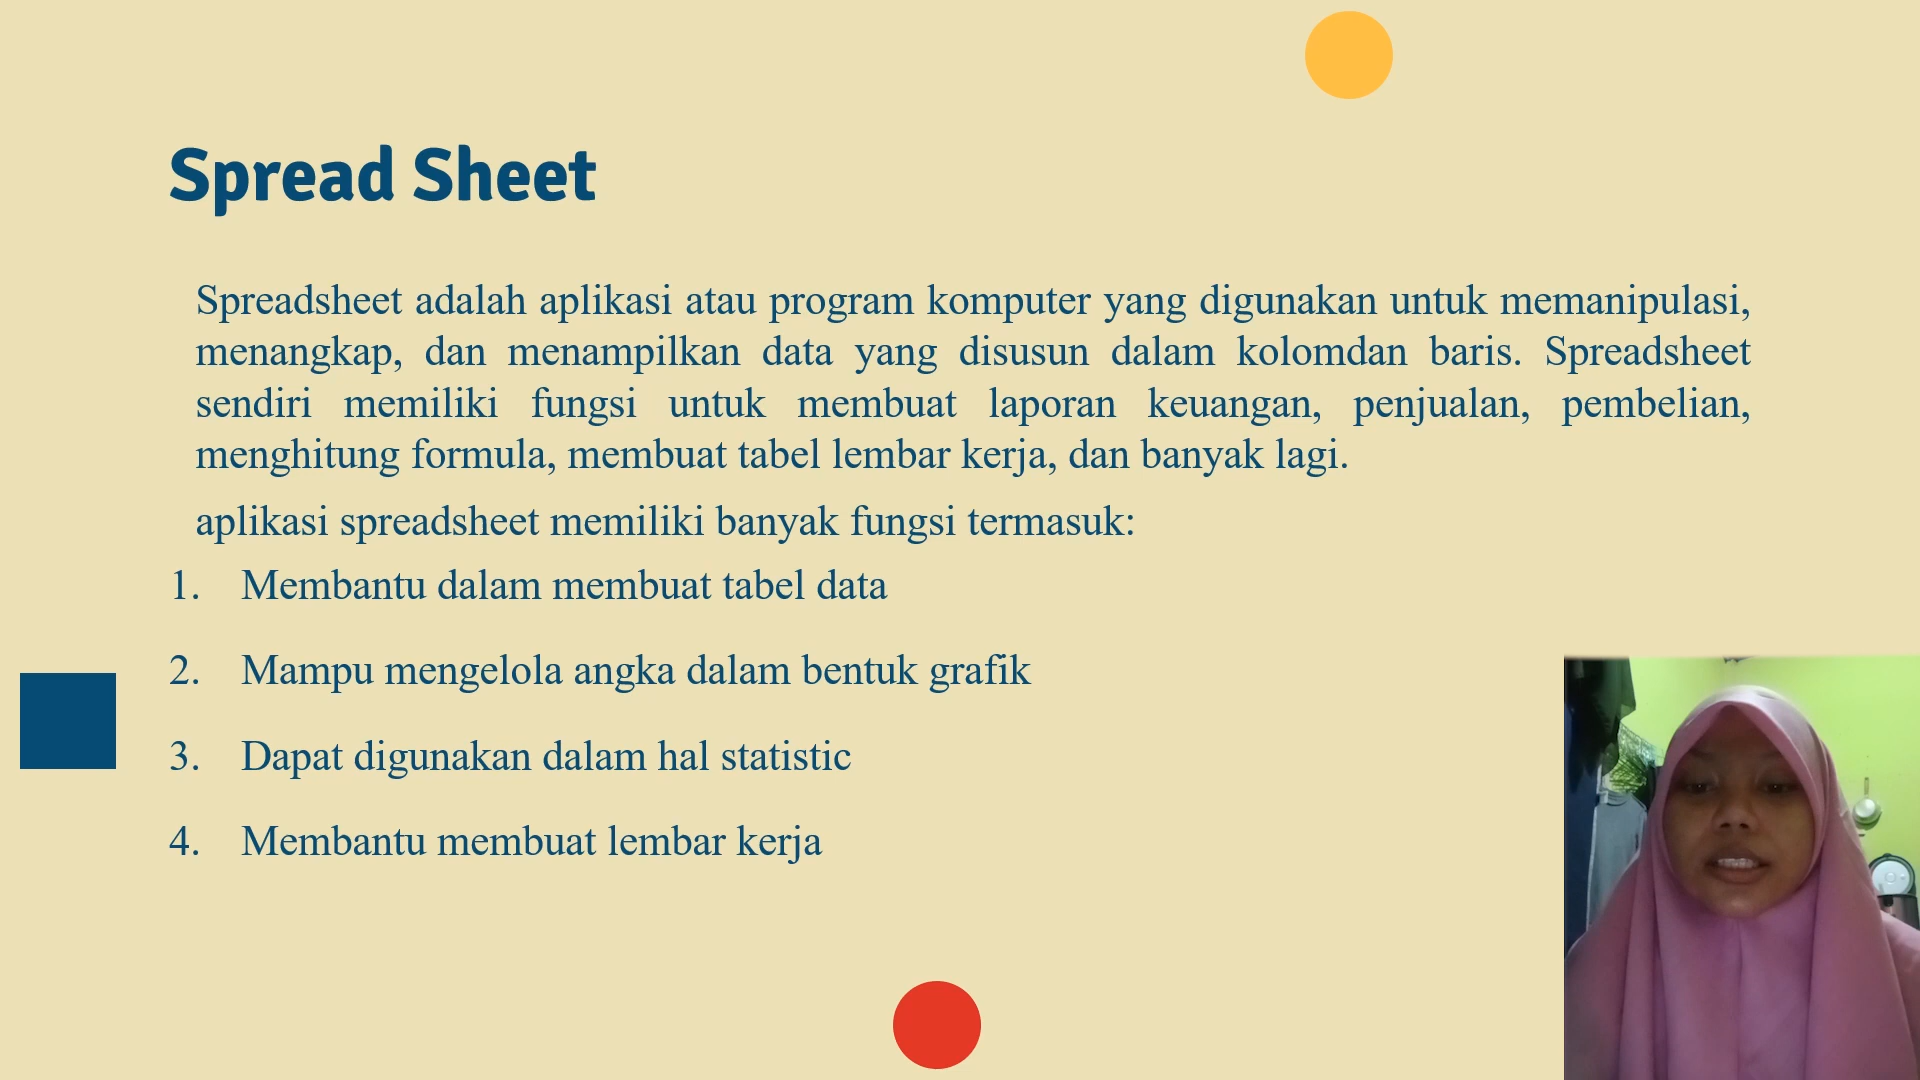 Spread Sheet
Spreadsheet adalah aplikasi atau program komputer yang digunakan untuk memanipulasi,
menangkap, dan menampilkan data yang disusun dalam kolomdan baris. Spreadsheet
sendiri memiliki fungsi untuk membuat laporan keuangan, penjualan, pembelian,
menghitung formula, membuat tabel lembar kerja, dan banyak lagi.
aplikasi spreadsheet memiliki banyak fungsi termasuk:
1. Membantu dalam membuat tabel data
2. Mampu mengelola angka dalam bentuk grafik
3. Dapat digunakan dalam hal statistic
4. Membantu membuat lembar kerja